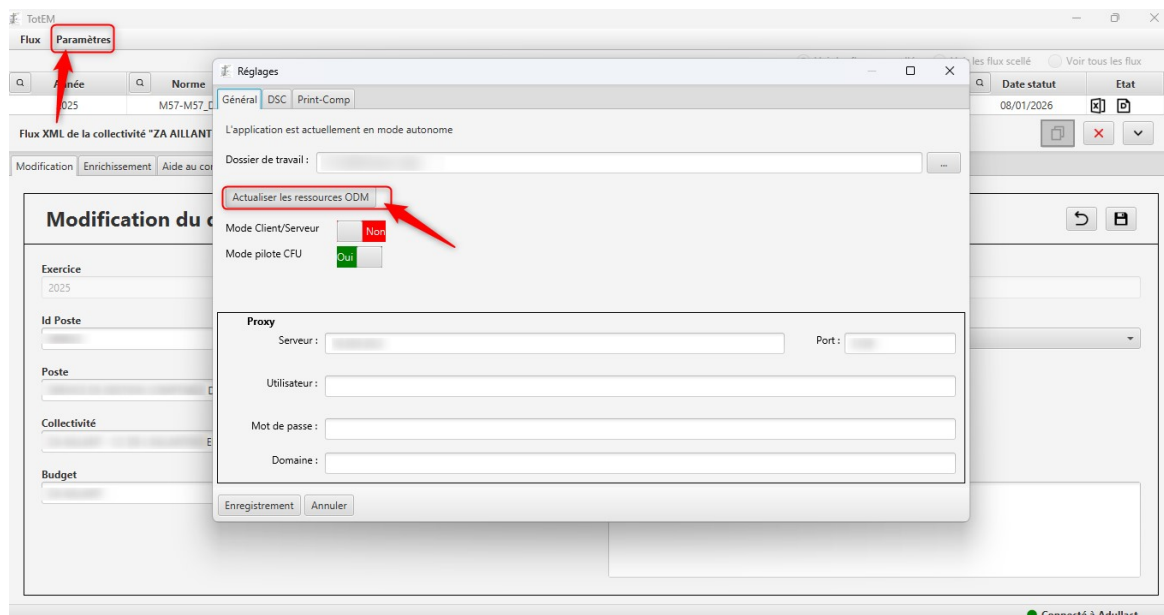 TotEM
Flux Paramètres
les flux scellé Voir tous les flux
Année Norme Date statut Etat
2025 M57-M57_D 08/01/2026
Flux XML de la collectivité "ZA AILLANT
Modification Enrichissement Aide au co
Modification du
Exercice
2025
Id Poste
Poste
Collectivité
Budget
Réglages
Général DSC Print-Comp
L'application est actuellement en mode autonome
Dossier de travail :
...
Actualiser les ressources ODM
Mode Client/Serveur Non
Mode pilote CFU Oui
Proxy
Serveur : Port :
Utilisateur :
Mot de passe :
Domaine :
Enregistrement Annuler
Connecté à Adullact